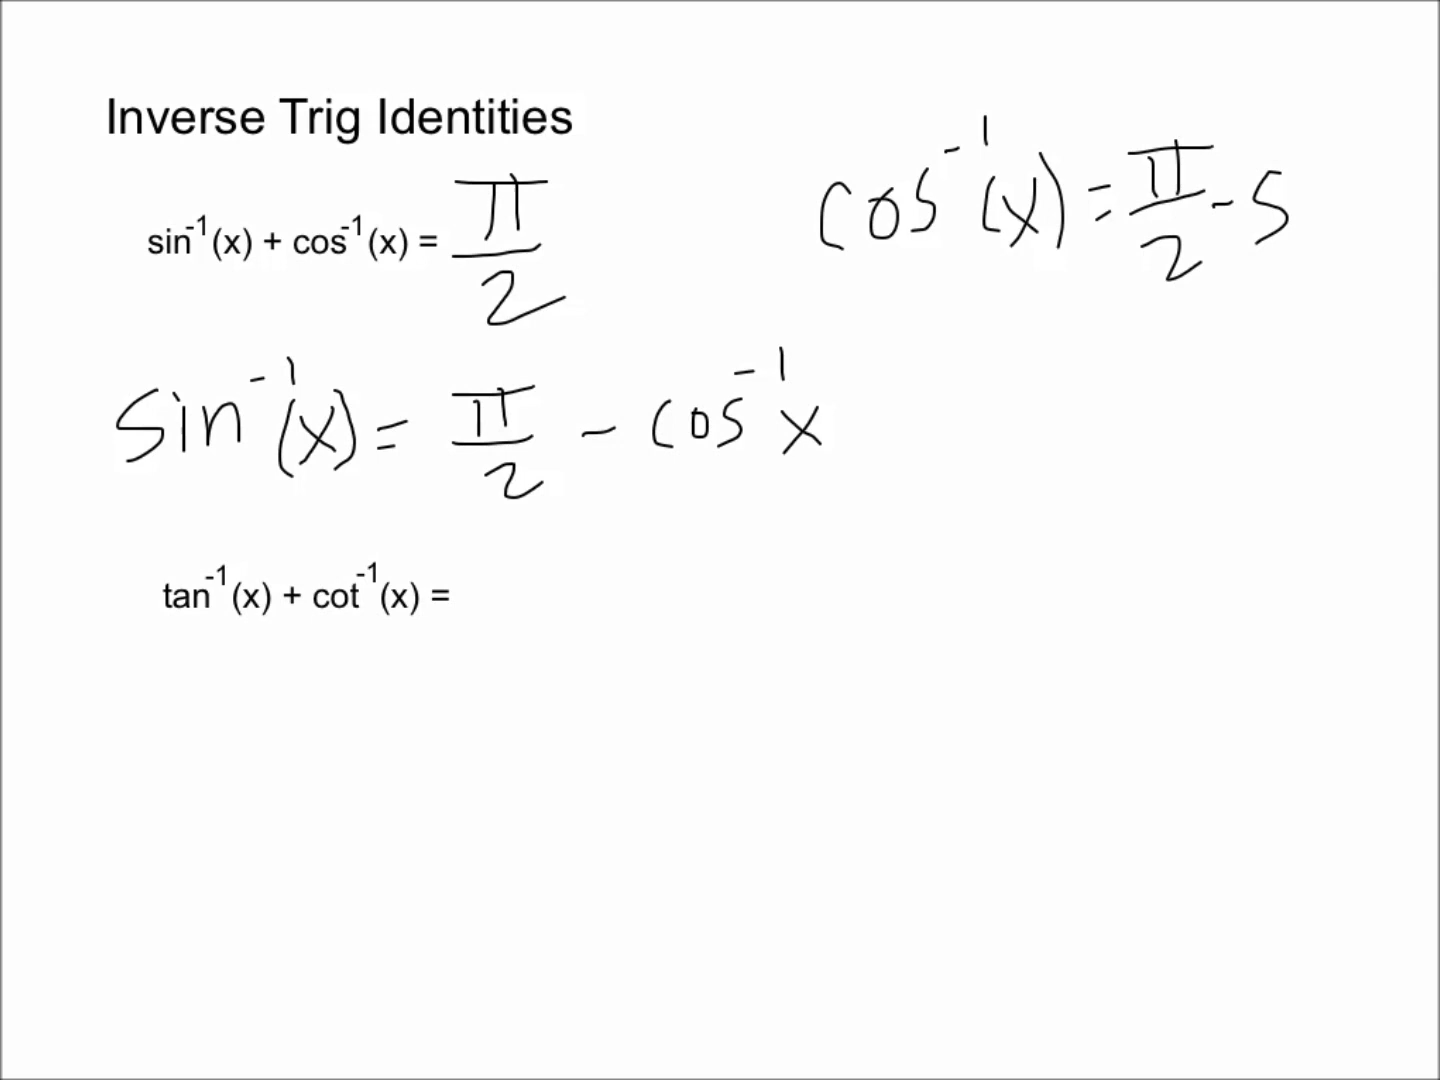 Inverse Trig Identities
sin⁻¹(x) + cos⁻¹(x) = π/2
cos⁻¹(x) = π/2 - s
sin⁻¹(x) = π/2 - cos⁻¹x
tan⁻¹(x) + cot⁻¹(x) =